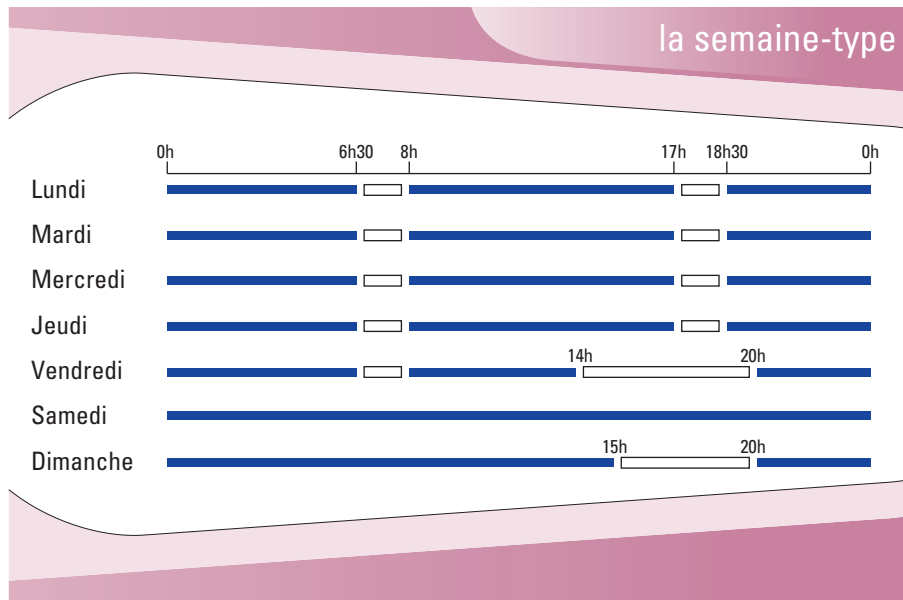 la semaine-type
0h 6h30 8h 17h 18h30 0h
Lundi
Mardi
Mercredi
Jeudi
14h 20h
Vendredi
Samedi
15h 20h
Dimanche